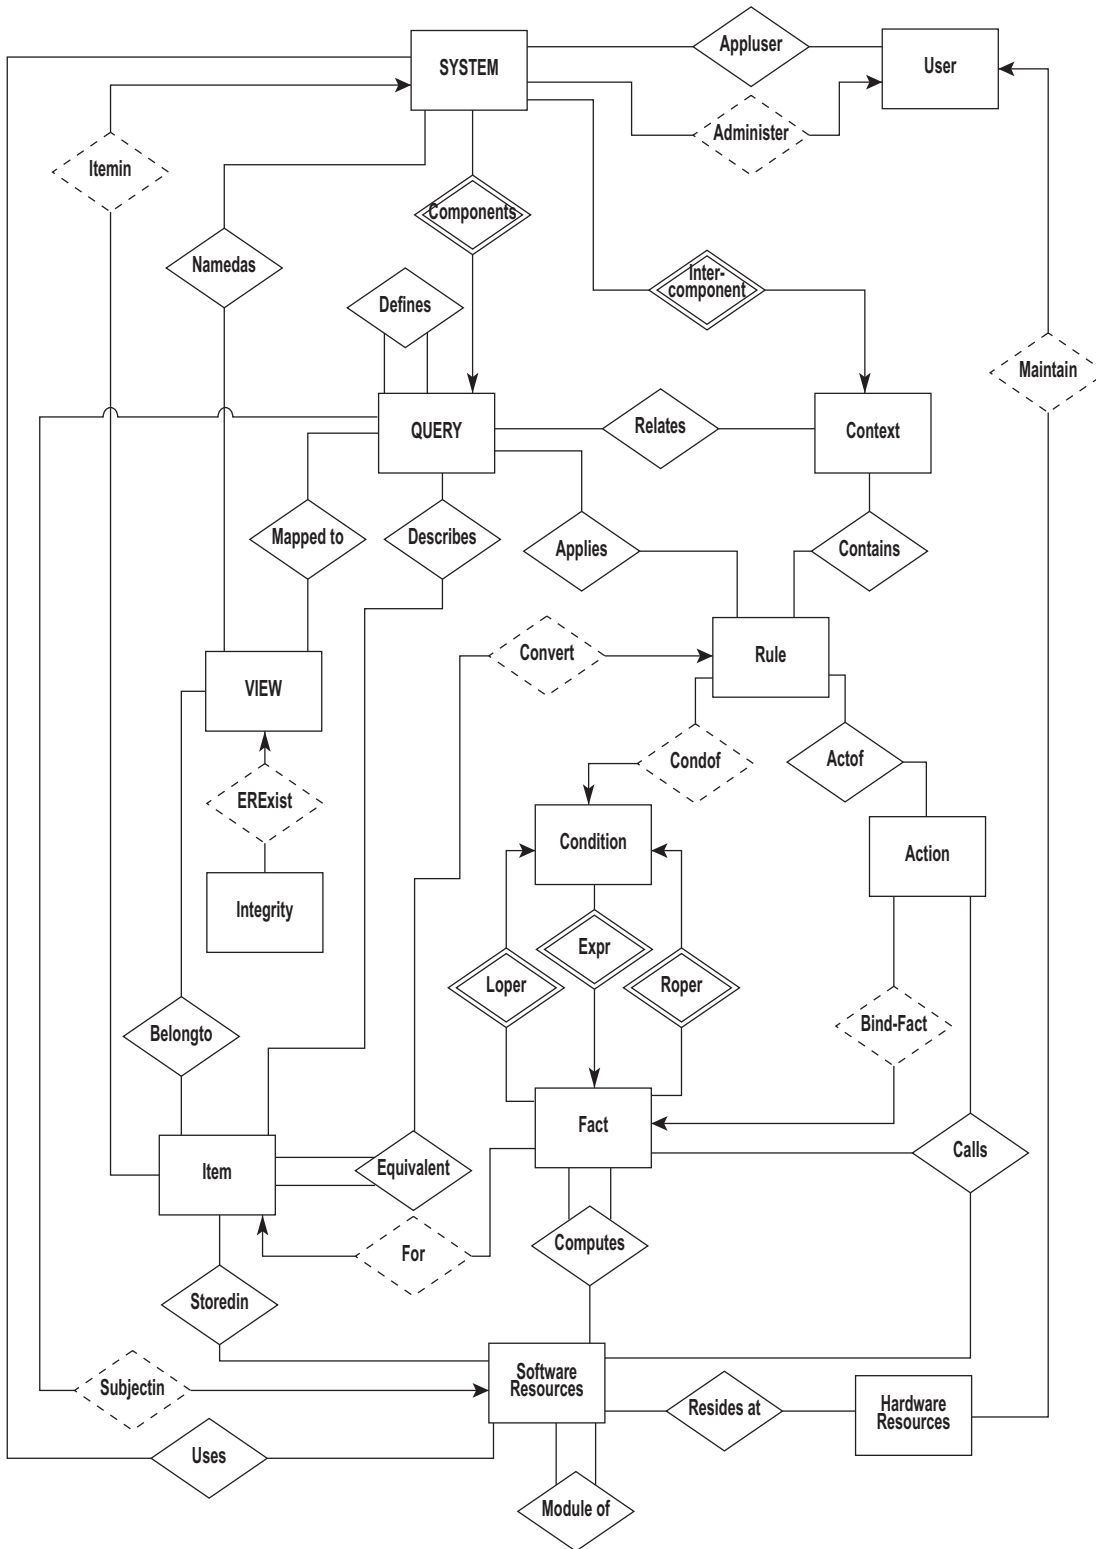 Appluser
SYSTEM
User
Administer
Itemin
Components
Namedas
Inter-
component
Defines
Maintain
QUERY
Relates
Context
Mapped to
Describes
Applies
Contains
Convert
Rule
VIEW
Condof
Actof
ERExist
Condition
Action
Integrity
Expr
Loper
Roper
Bind-Fact
Belongto
Fact
Calls
Item
Equivalent
Computes
For
Storedin
Subjectin
Software
Resources
Resides at
Hardware
Resources
Uses
Module of